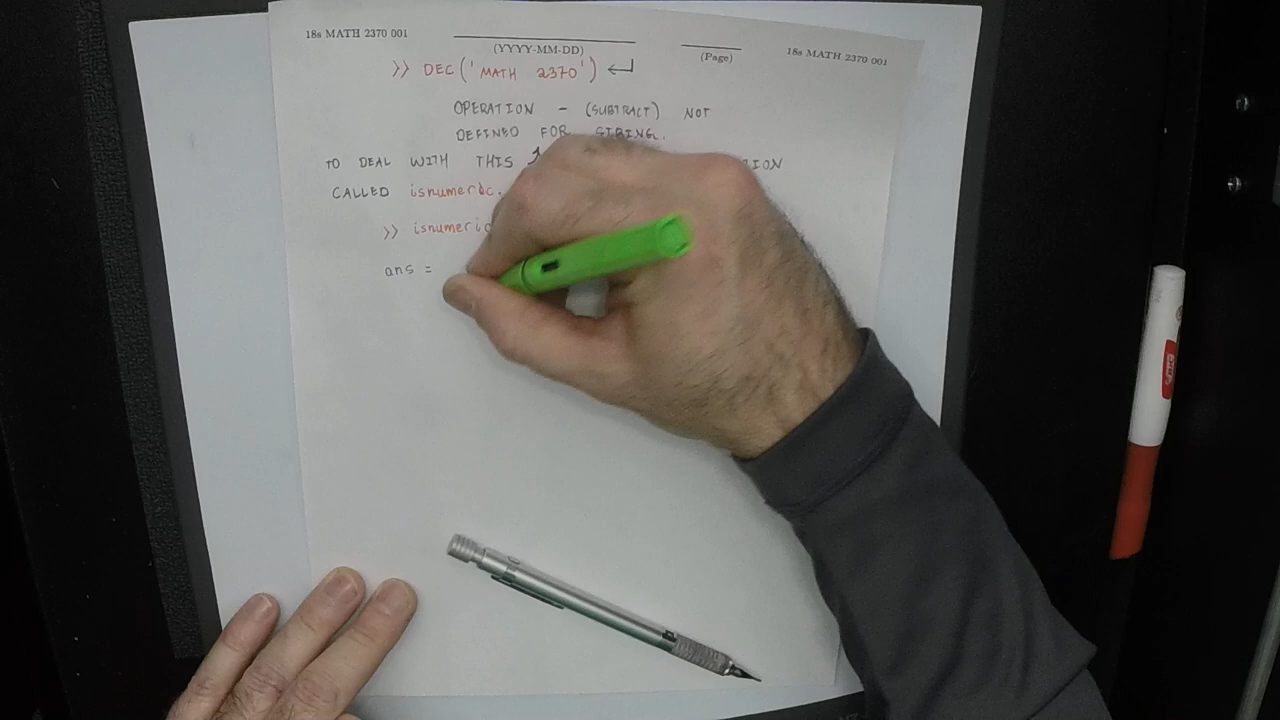 18s MATH 2370 001
(YYYY-MM-DD)
(Page)
18s MATH 2370 001
>> DEC('MATH 2370') ↵
OPERATION - (SUBTRACT) NOT
DEFINED FOR STRING.
TO DEAL WITH THIS
CALLED isnumeric.
>> isnumeric
ans =